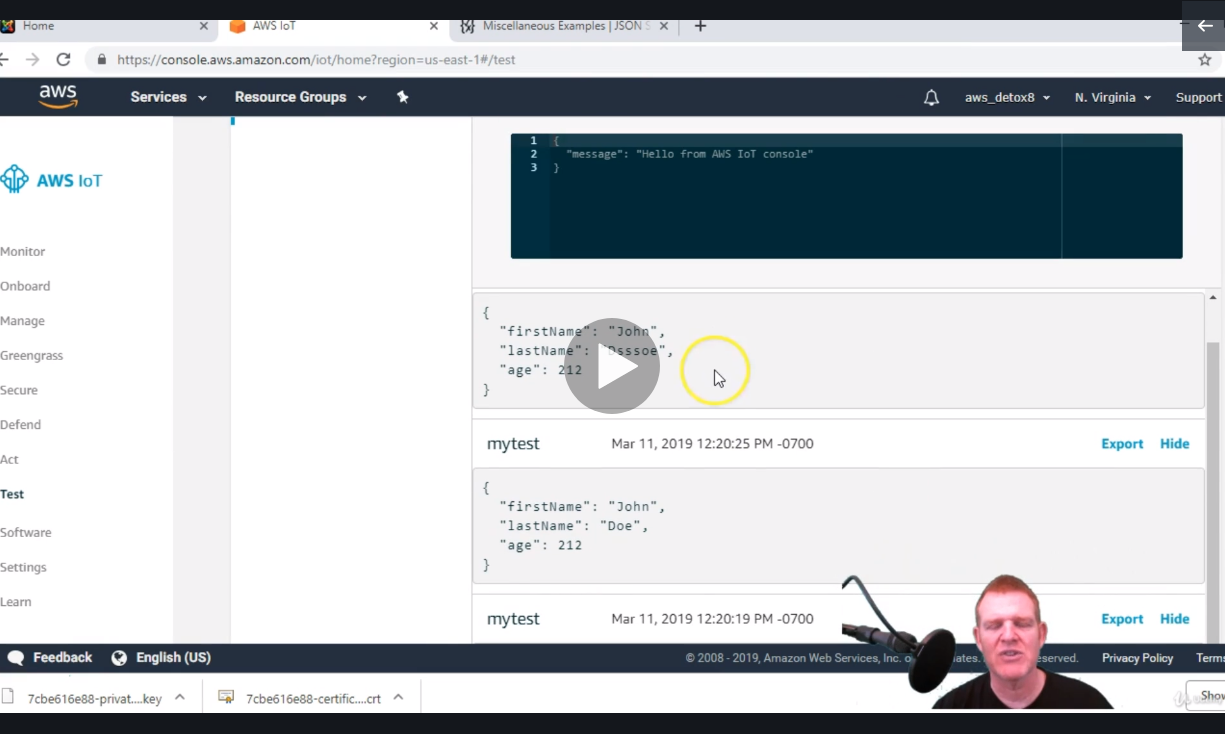 Home
AWS IoT
Miscellaneous Examples | JSON S
https://console.aws.amazon.com/iot/home?region=us-east-1#/test
aws
Services
Resource Groups
aws_detox8
N. Virginia
Support
AWS IoT
Monitor
Onboard
Manage
Greengrass
Secure
Defend
Act
Test
Software
Settings
Learn
1 {
2 "message": "Hello from AWS IoT console"
3 }
{
"firstName": "John",
"lastName": "Dsssoe",
"age": 212
}
mytest Mar 11, 2019 12:20:25 PM -0700 Export Hide
{
"firstName": "John",
"lastName": "Doe",
"age": 212
}
mytest Mar 11, 2019 12:20:19 PM -0700 Export Hide
Feedback English (US) © 2008 - 2019, Amazon Web Services, Inc. o ates. eserved. Privacy Policy Terms
7cbe616e88-privat....key 7cbe616e88-certific....crt Show